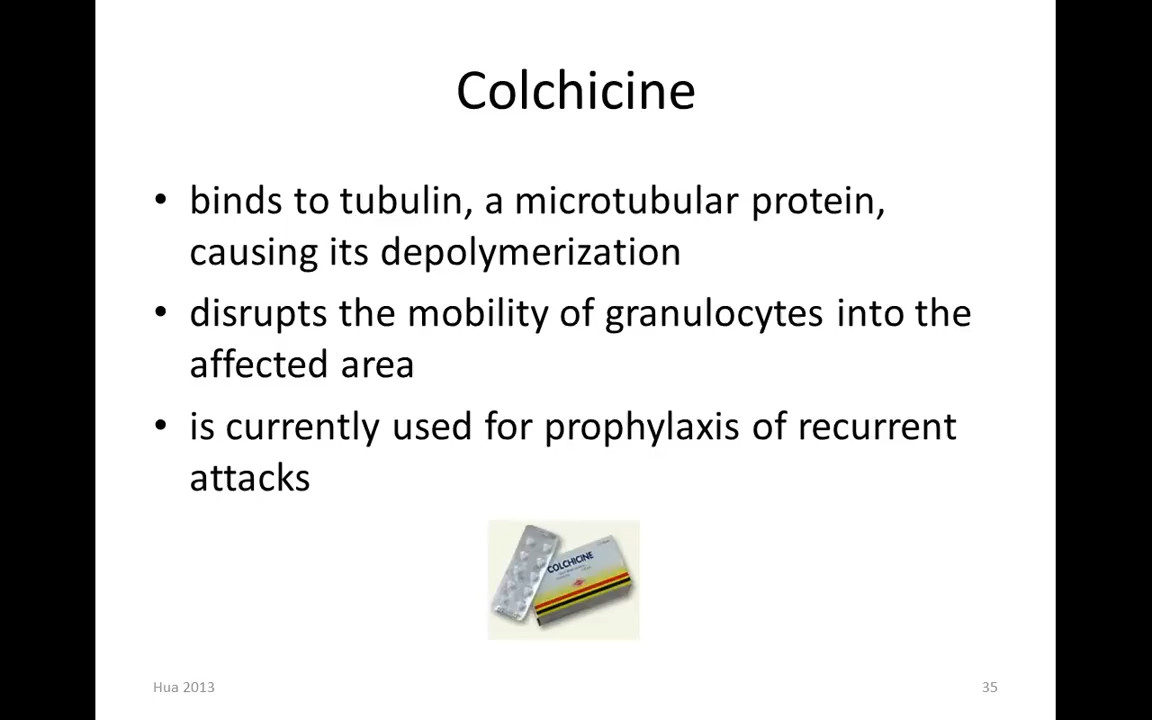 Colchicine
• binds to tubulin, a microtubular protein,
causing its depolymerization
• disrupts the mobility of granulocytes into the
affected area
• is currently used for prophylaxis of recurrent
attacks
COLCHICINE
Hua 2013
35